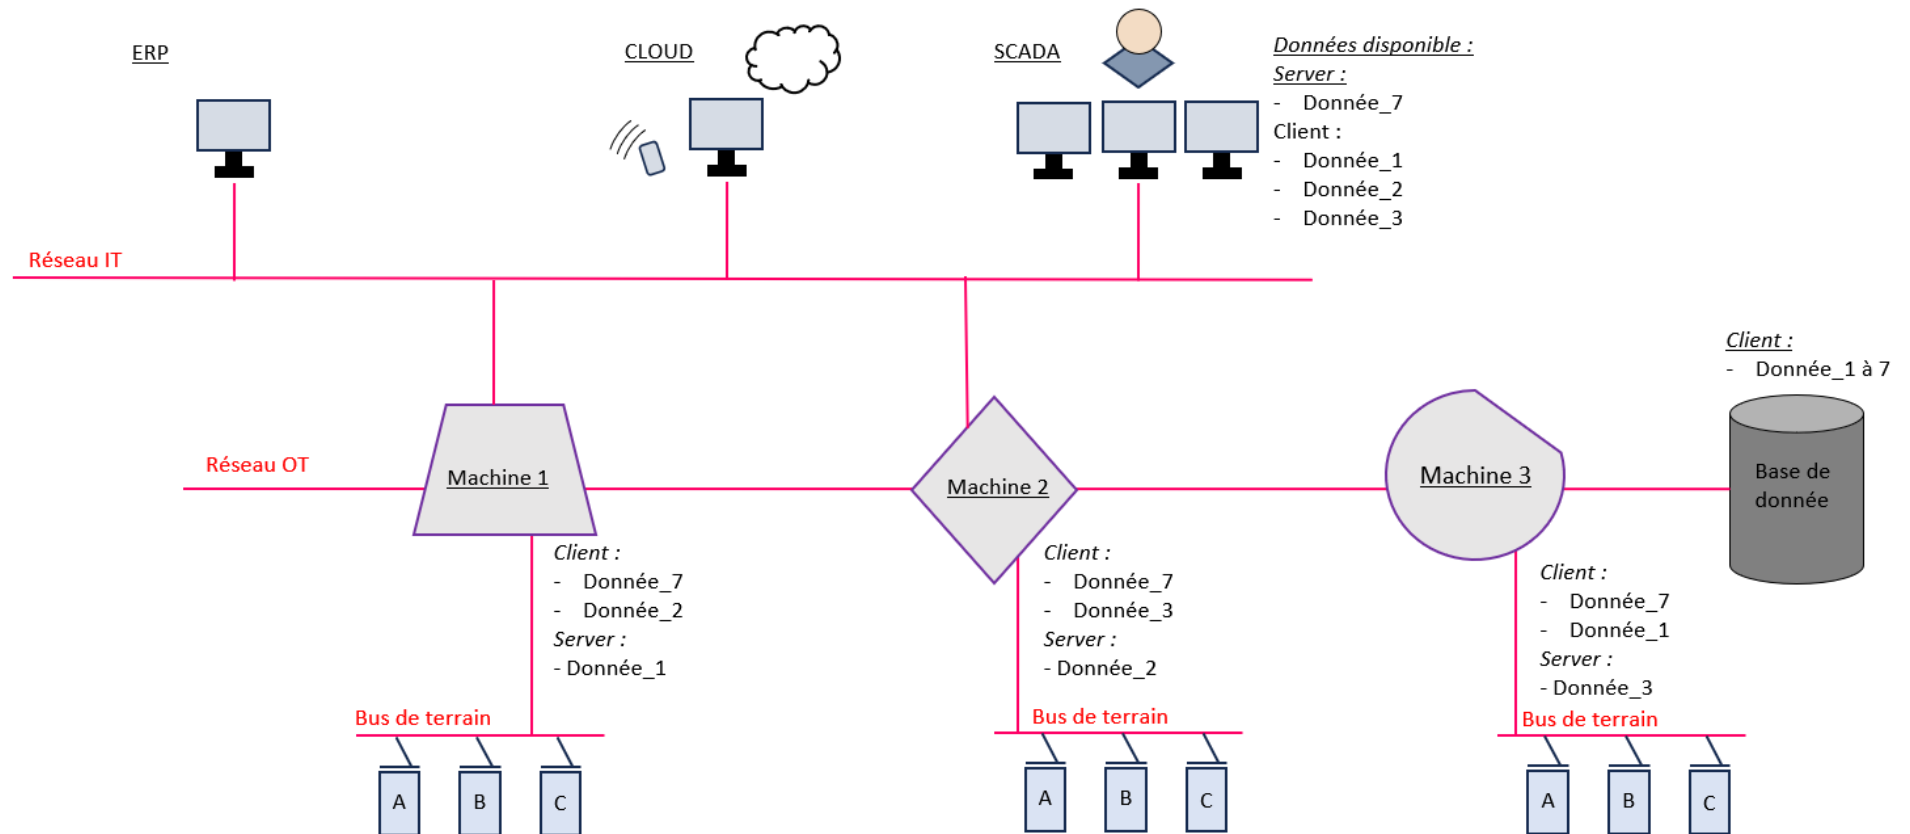 ERP
CLOUD
SCADA
Données disponible :
Server :
- Donnée_7
Client :
- Donnée_1
- Donnée_2
- Donnée_3
Réseau IT
Client :
- Donnée_1 à 7
Réseau OT
Machine 1
Machine 2
Machine 3
Base de
donnée
Client :
- Donnée_7
- Donnée_2
Server :
- Donnée_1
Client :
- Donnée_7
- Donnée_3
Server :
- Donnée_2
Client :
- Donnée_7
- Donnée_1
Server :
- Donnée_3
Bus de terrain
Bus de terrain
Bus de terrain
A B C
A B C
A B C